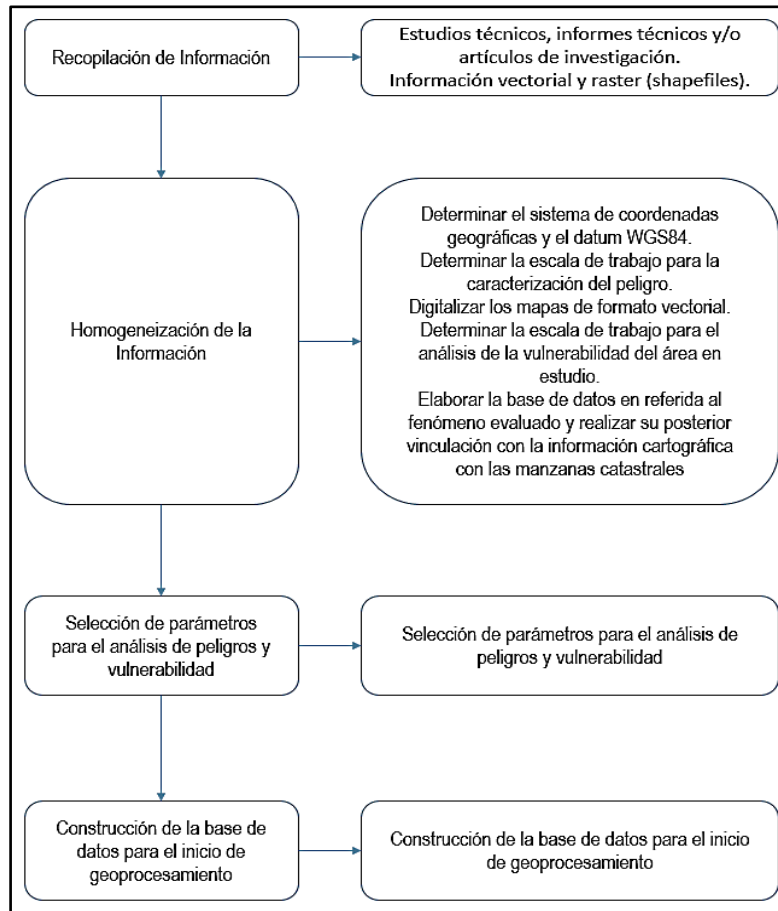 Recopilación de Información
Estudios técnicos, informes técnicos y/o
artículos de investigación.
Información vectorial y raster (shapefiles).
Homogeneización de la
Información
Determinar el sistema de coordenadas
geográficas y el datum WGS84.
Determinar la escala de trabajo para la
caracterización del peligro.
Digitalizar los mapas de formato vectorial.
Determinar la escala de trabajo para el
análisis de la vulnerabilidad del área en
estudio.
Elaborar la base de datos en referida al
fenómeno evaluado y realizar su posterior
vinculación con la información cartográfica
con las manzanas catastrales
Selección de parámetros
para el análisis de peligros y
vulnerabilidad
Selección de parámetros para el análisis de
peligros y vulnerabilidad
Construcción de la base de
datos para el inicio de
geoprocesamiento
Construcción de la base de datos para el inicio
de geoprocesamiento